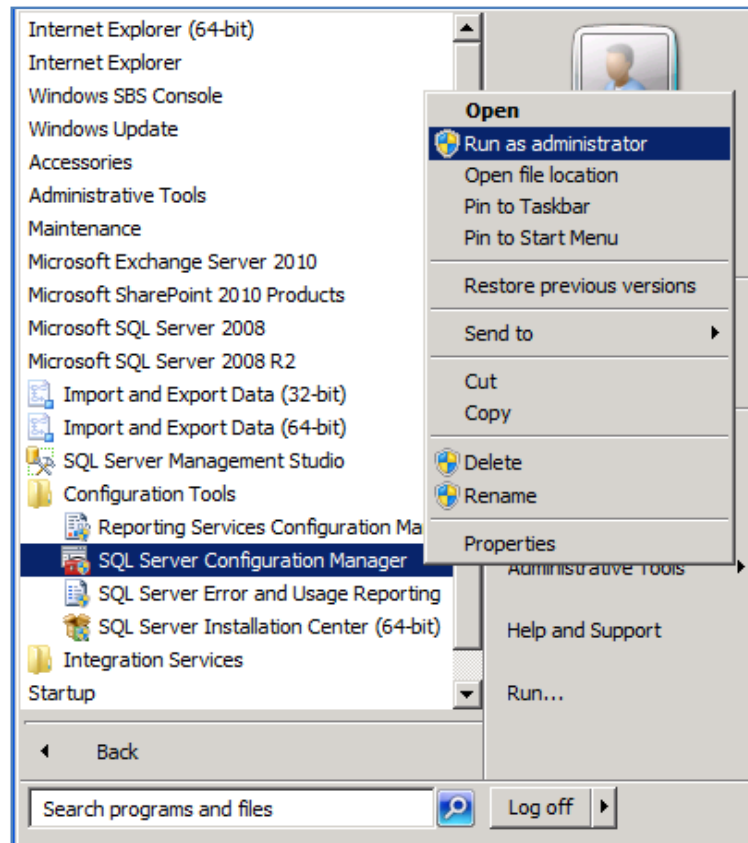 Internet Explorer (64-bit)
Internet Explorer
Windows SBS Console
Windows Update
Accessories
Administrative Tools
Maintenance
Microsoft Exchange Server 2010
Microsoft SharePoint 2010 Products
Microsoft SQL Server 2008
Microsoft SQL Server 2008 R2
Import and Export Data (32-bit)
Import and Export Data (64-bit)
SQL Server Management Studio
Configuration Tools
Reporting Services Configuration Ma
SQL Server Configuration Manager
SQL Server Error and Usage Reporting
SQL Server Installation Center (64-bit)
Integration Services
Startup
Back
Search programs and files
Open
Run as administrator
Open file location
Pin to Taskbar
Pin to Start Menu
Restore previous versions
Send to
Cut
Copy
Delete
Rename
Properties
Administrative Tools
Help and Support
Run...
Log off